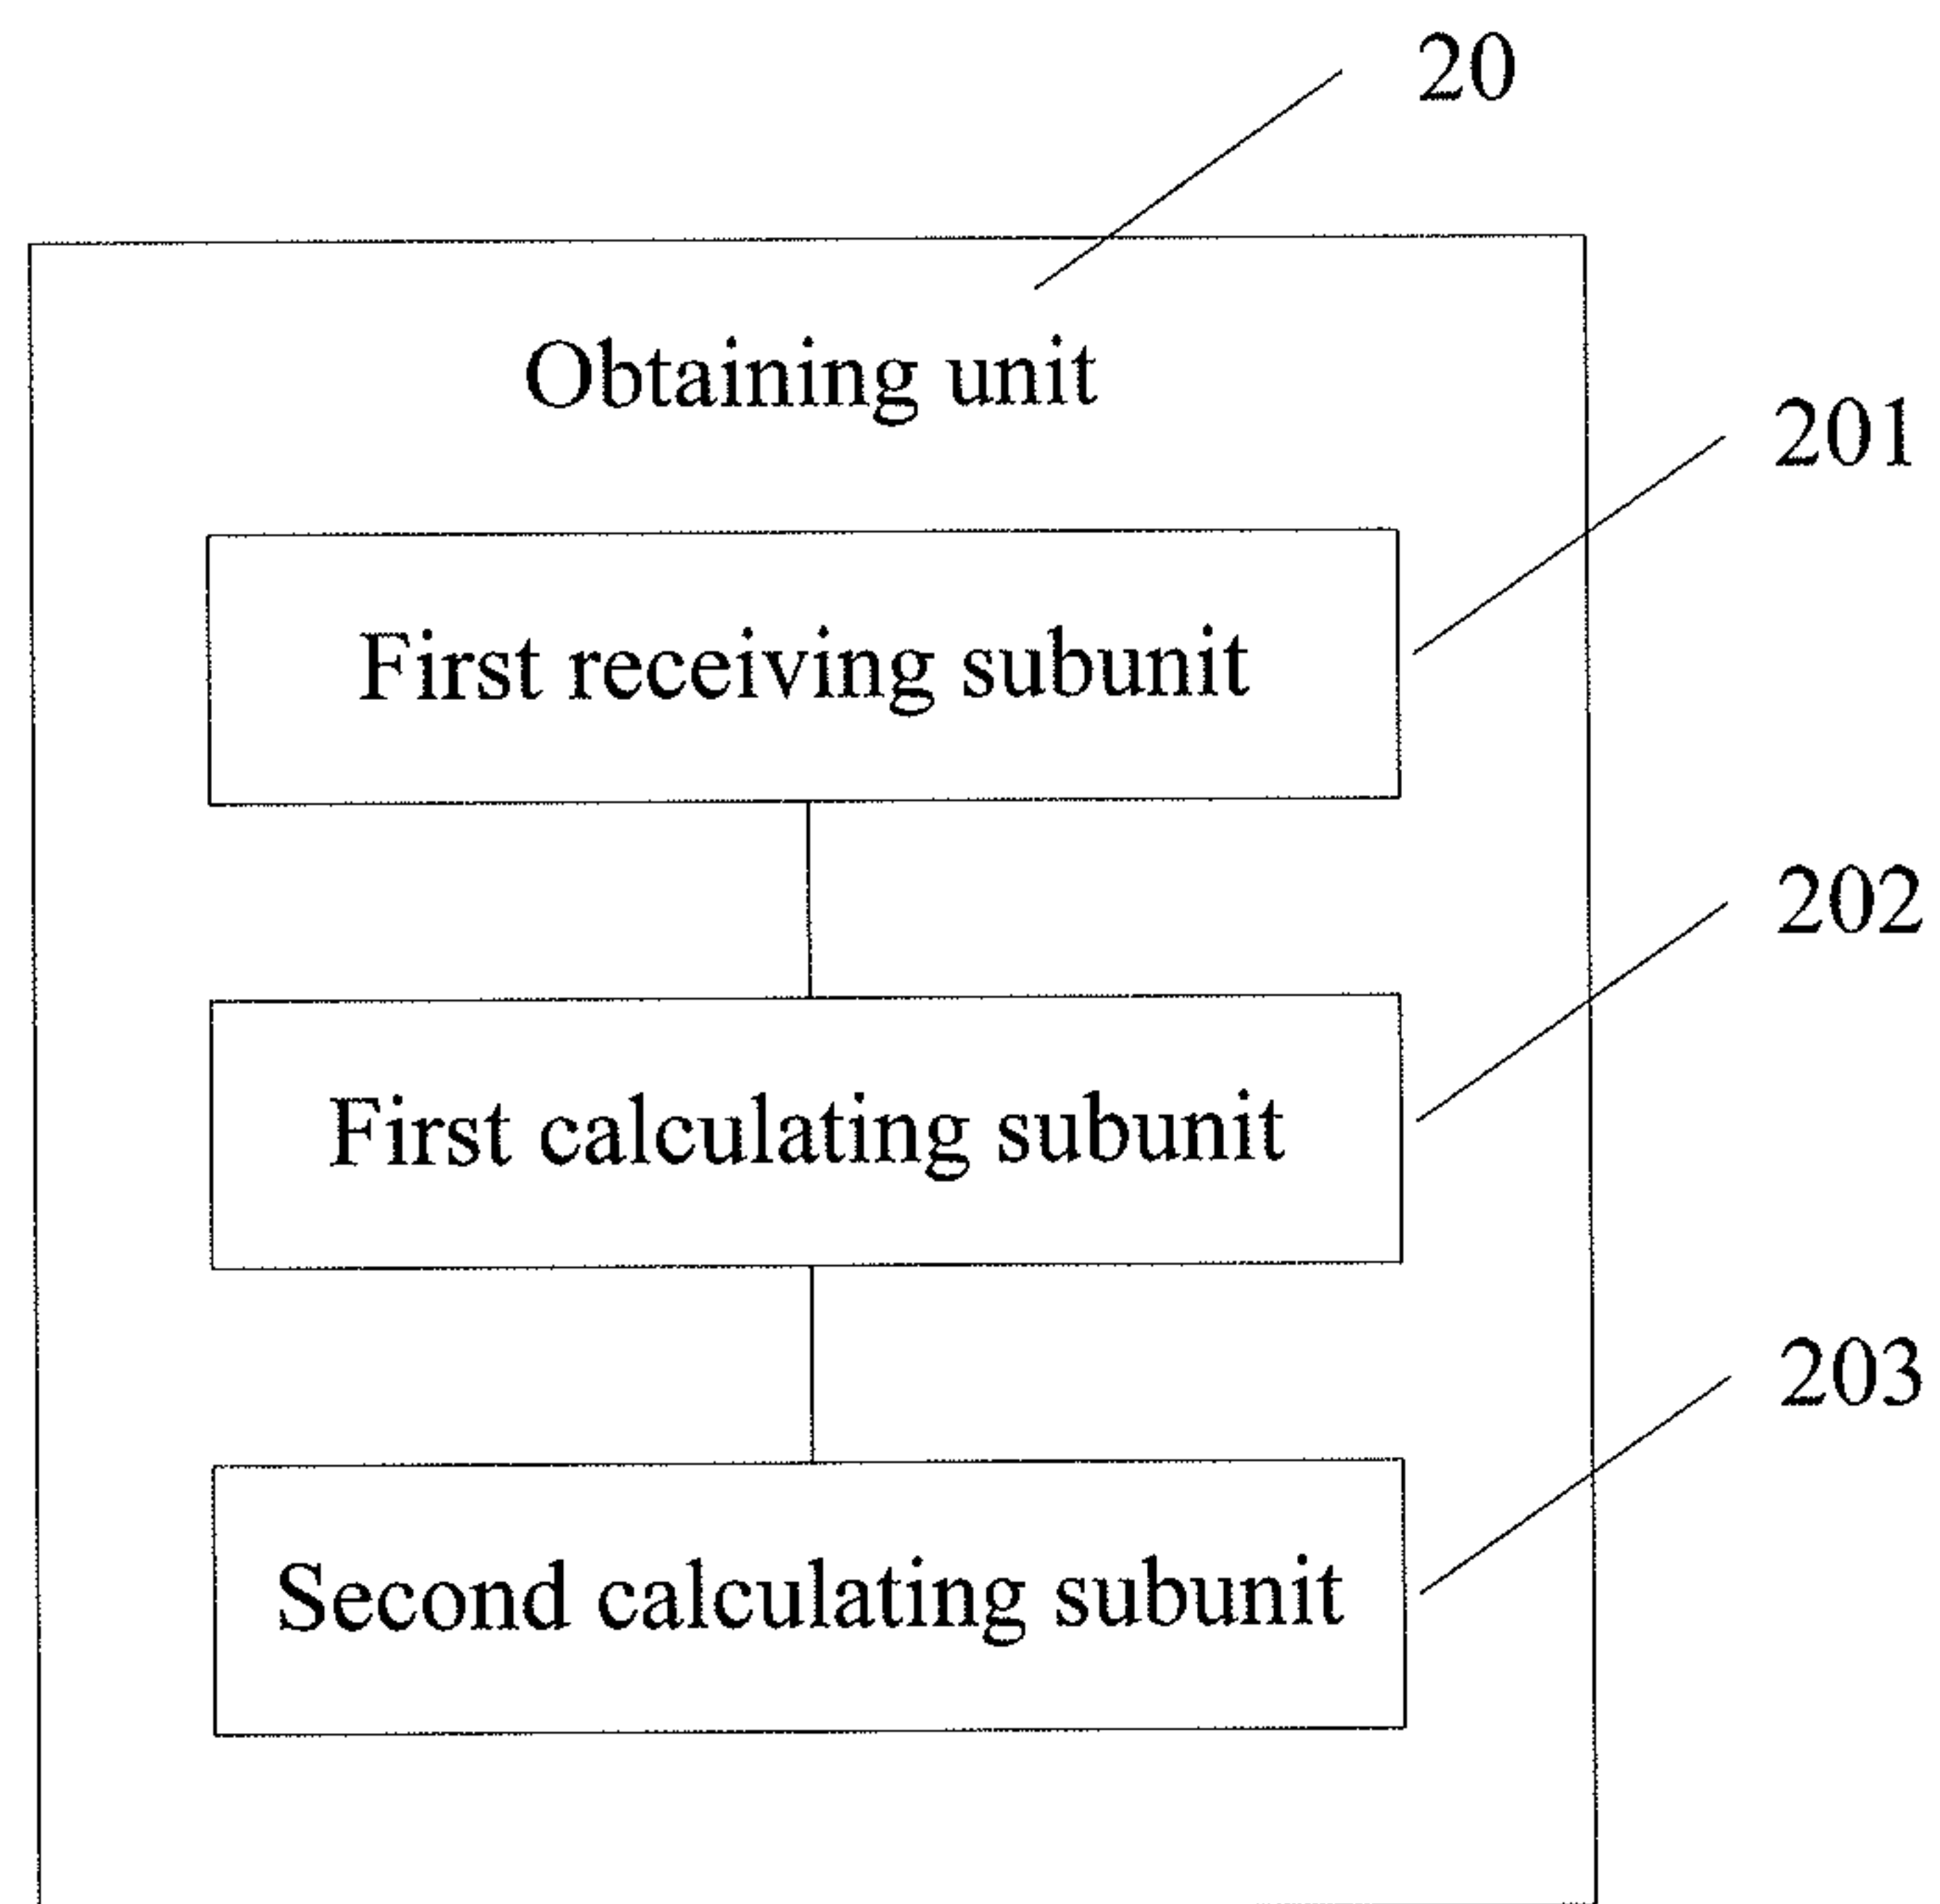 20
Obtaining unit
201
First receiving subunit
202
First calculating subunit
203
Second calculating subunit